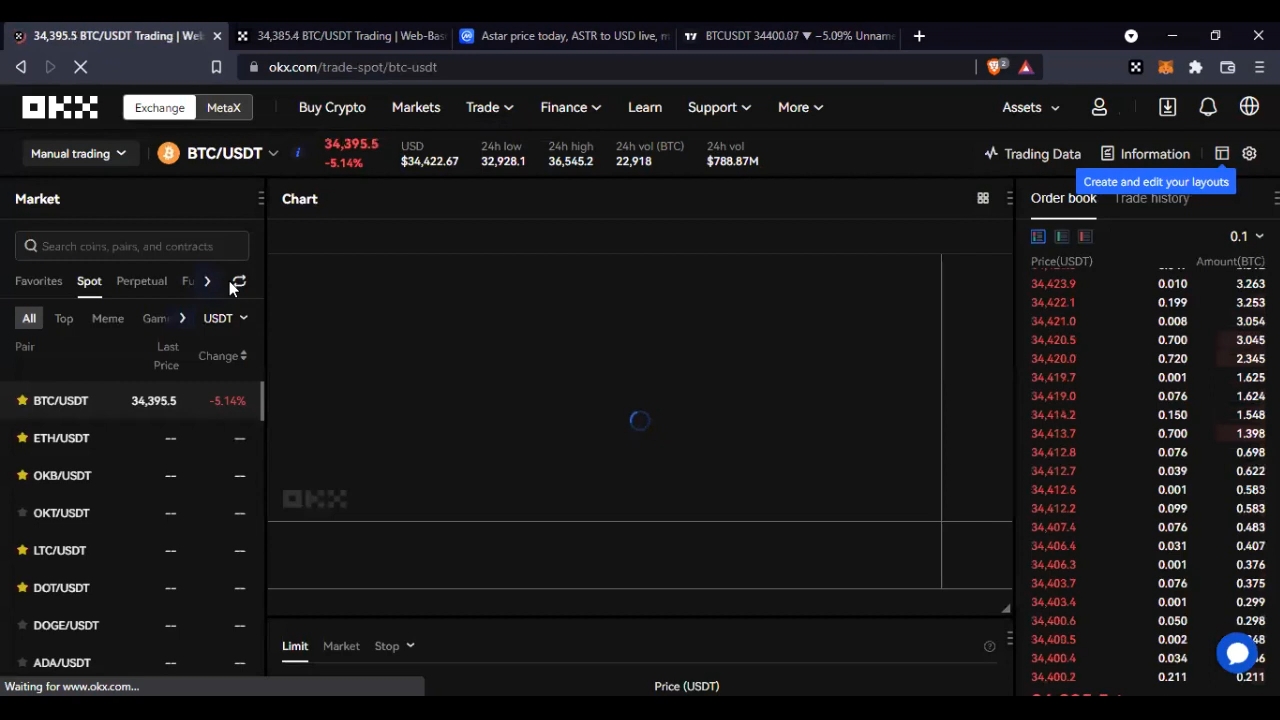 34,395.5 BTC/USDT Trading | Web
34,385.4 BTC/USDT Trading | Web-Bas
Astar price today, ASTR to USD live, m
BTCUSDT 34400.07 ▼ −5.09% Unnam
okx.com/trade-spot/btc-usdt
2
OKX
Exchange
MetaX
Buy Crypto
Markets
Trade
Finance
Learn
Support
More
Assets
Manual trading
BTC/USDT
34,395.5
-5.14%
USD
$34,422.67
24h low
32,928.1
24h high
36,545.2
24h vol (BTC)
22,918
24h vol
$788.87M
Trading Data
Information
Create and edit your layouts
Market
Search coins, pairs, and contracts
Favorites Spot Perpetual Fu
All Top Meme Gam USDT
Pair
Last Price
Change
BTC/USDT 34,395.5 -5.14%
ETH/USDT -- --
OKB/USDT -- --
OKT/USDT -- --
LTC/USDT -- --
DOT/USDT -- --
DOGE/USDT -- --
ADA/USDT -- --
Waiting for www.okx.com...
Chart
OKX
Limit Market Stop
Price (USDT)
Order book Trade history
0.1
Price(USDT) Amount(BTC)
34,423.9 0.010 3.263
34,422.1 0.199 3.253
34,421.0 0.008 3.054
34,420.5 0.700 3.045
34,420.0 0.720 2.345
34,419.7 0.001 1.625
34,419.0 0.076 1.624
34,414.2 0.150 1.548
34,413.7 0.700 1.398
34,412.8 0.076 0.698
34,412.7 0.039 0.622
34,412.6 0.001 0.583
34,412.2 0.099 0.583
34,407.4 0.076 0.483
34,406.4 0.031 0.407
34,406.3 0.001 0.376
34,403.7 0.076 0.375
34,403.4 0.001 0.299
34,400.6 0.050 0.298
34,400.5 0.002
34,400.4 0.034
34,400.2 0.211 0.211